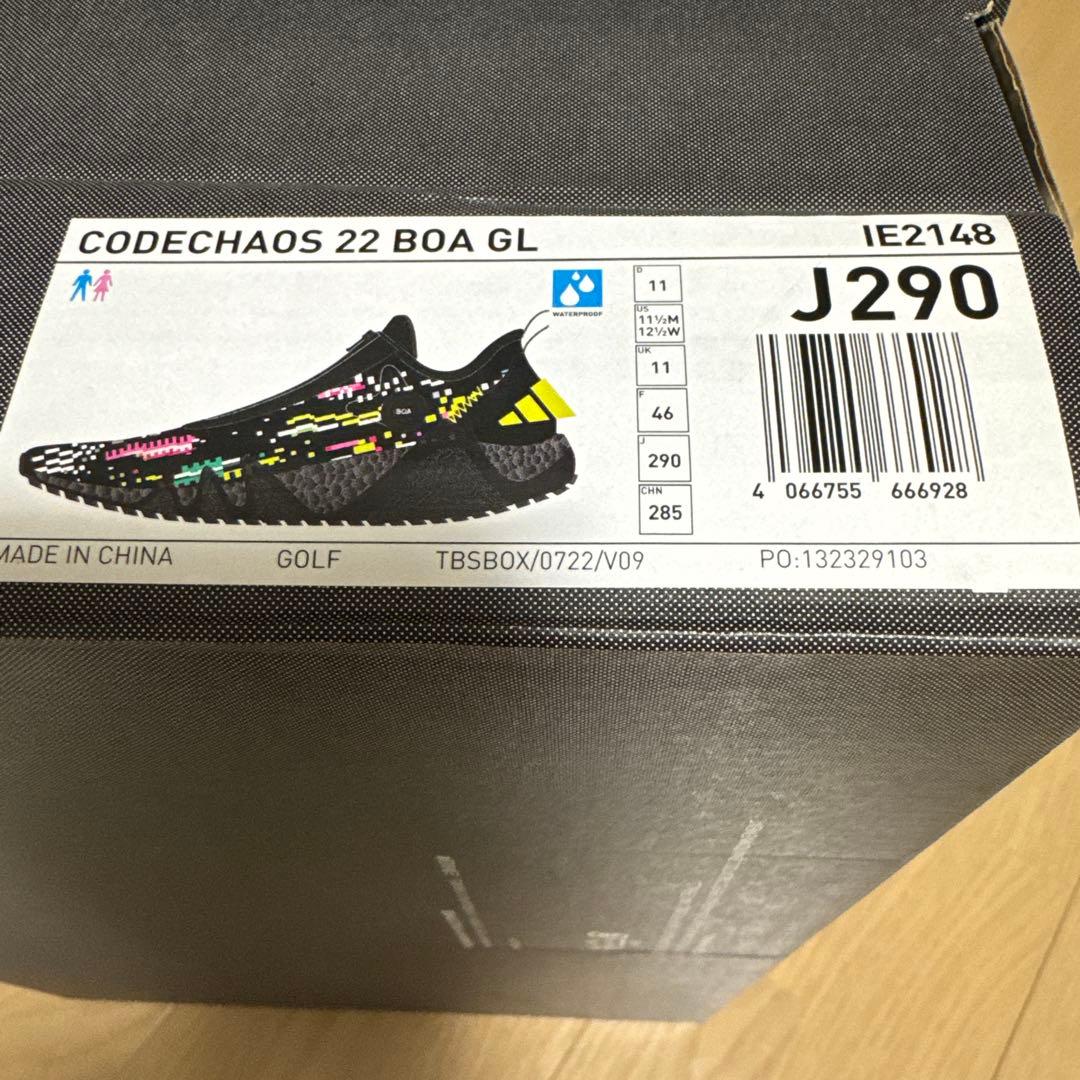 CODECHAOS 22 BOA GL
IE2148
WATERPROOF
BOA
D
11
US
11½M
12½W
UK
11
F
46
J
290
CHN
285
J290
4 066755 666928
MADE IN CHINA
GOLF
TBSBOX/0722/V09
PO:132329103